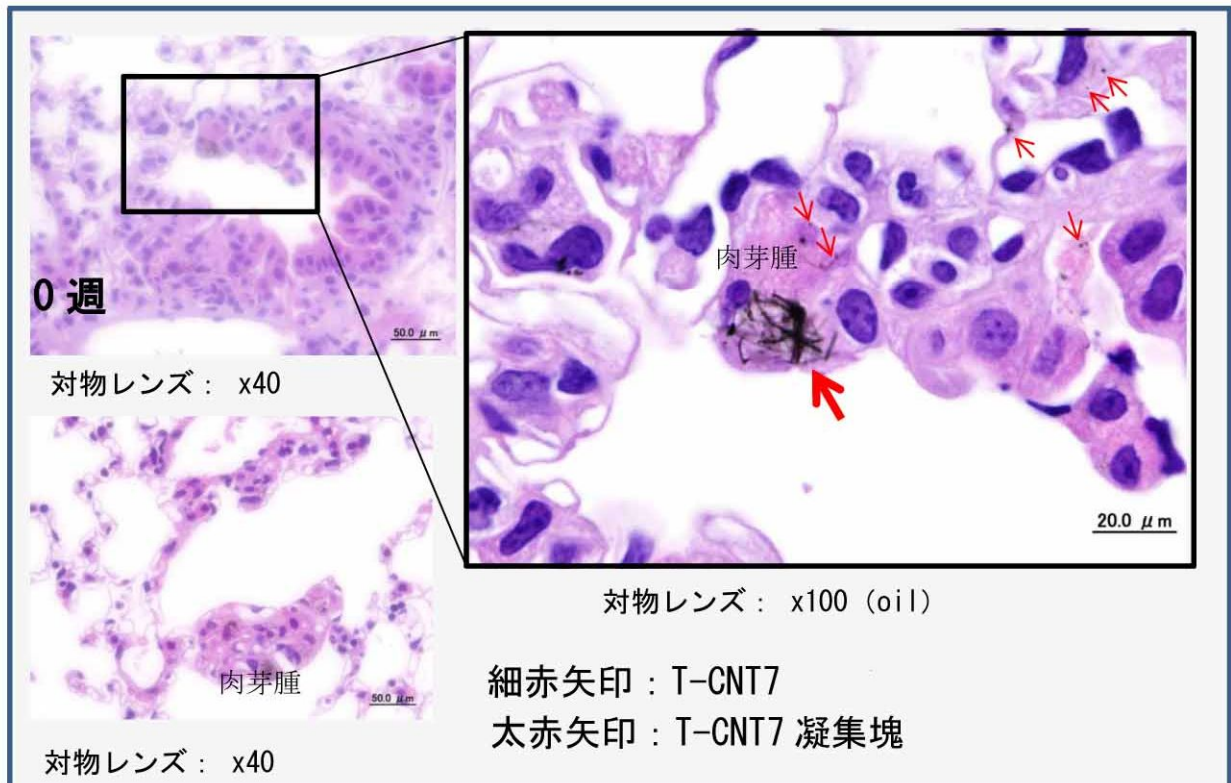 0 週
50.0 μm
対物レンズ： x40
肉芽腫
20.0 μm
対物レンズ： x100 (oil)
肉芽腫
50.0 μm
対物レンズ： x40
細赤矢印：T-CNT7
太赤矢印：T-CNT7 凝集塊